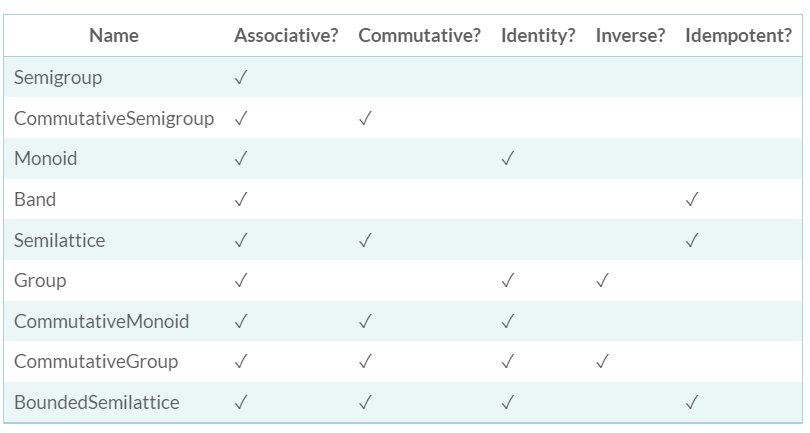 Name Associative? Commutative? Identity? Inverse? Idempotent?
Semigroup ✓
CommutativeSemigroup ✓ ✓
Monoid ✓ ✓
Band ✓ ✓
Semilattice ✓ ✓ ✓
Group ✓ ✓ ✓
CommutativeMonoid ✓ ✓ ✓
CommutativeGroup ✓ ✓ ✓ ✓
BoundedSemilattice ✓ ✓ ✓ ✓